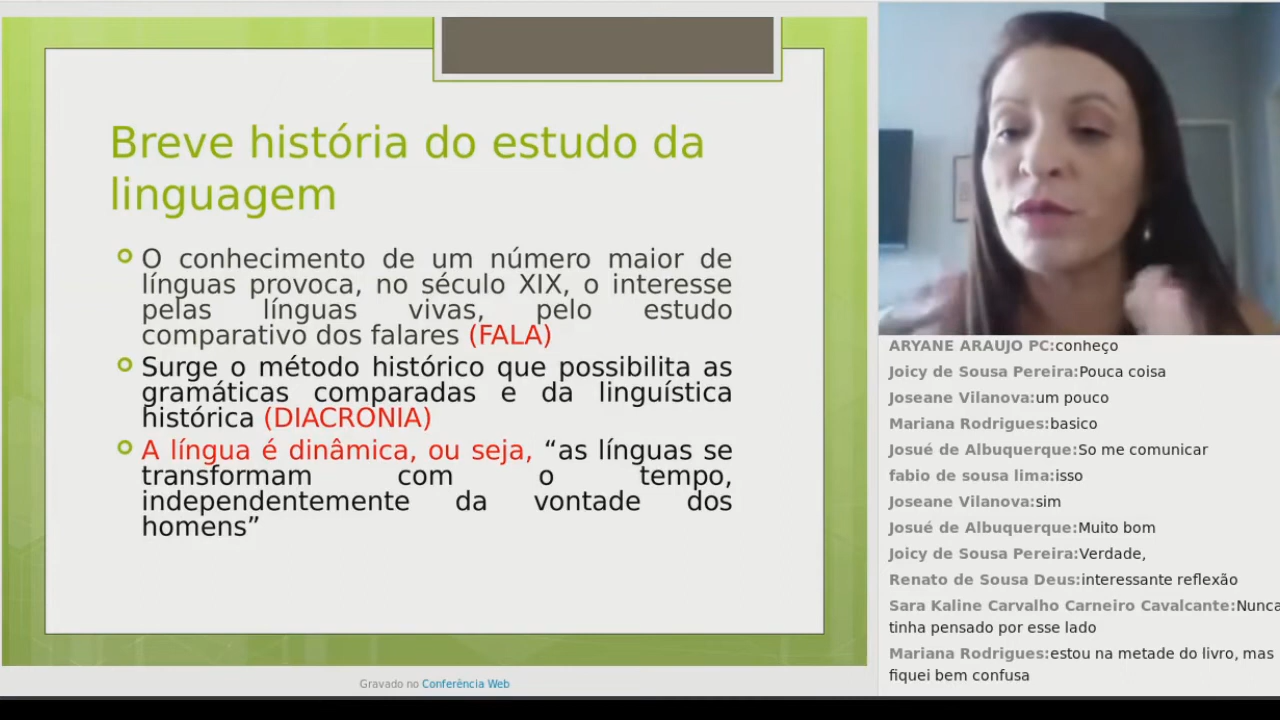 Breve história do estudo da
linguagem
O conhecimento de um número maior de
línguas provoca, no século XIX, o interesse
pelas línguas vivas, pelo estudo
comparativo dos falares (FALA)
Surge o método histórico que possibilita as
gramáticas comparadas e da linguística
histórica (DIACRONIA)
A língua é dinâmica, ou seja, “as línguas se
transformam com o tempo,
independentemente da vontade dos
homens”
Gravado no Conferência Web
ARYANE ARAUJO PC:conheço
Joicy de Sousa Pereira:Pouca coisa
Joseane Vilanova:um pouco
Mariana Rodrigues:basico
Josué de Albuquerque:So me comunicar
fabio de sousa lima:isso
Joseane Vilanova:sim
Josué de Albuquerque:Muito bom
Joicy de Sousa Pereira:Verdade,
Renato de Sousa Deus:interessante reflexão
Sara Kaline Carvalho Carneiro Cavalcante:Nunca
tinha pensado por esse lado
Mariana Rodrigues:estou na metade do livro, mas
fiquei bem confusa